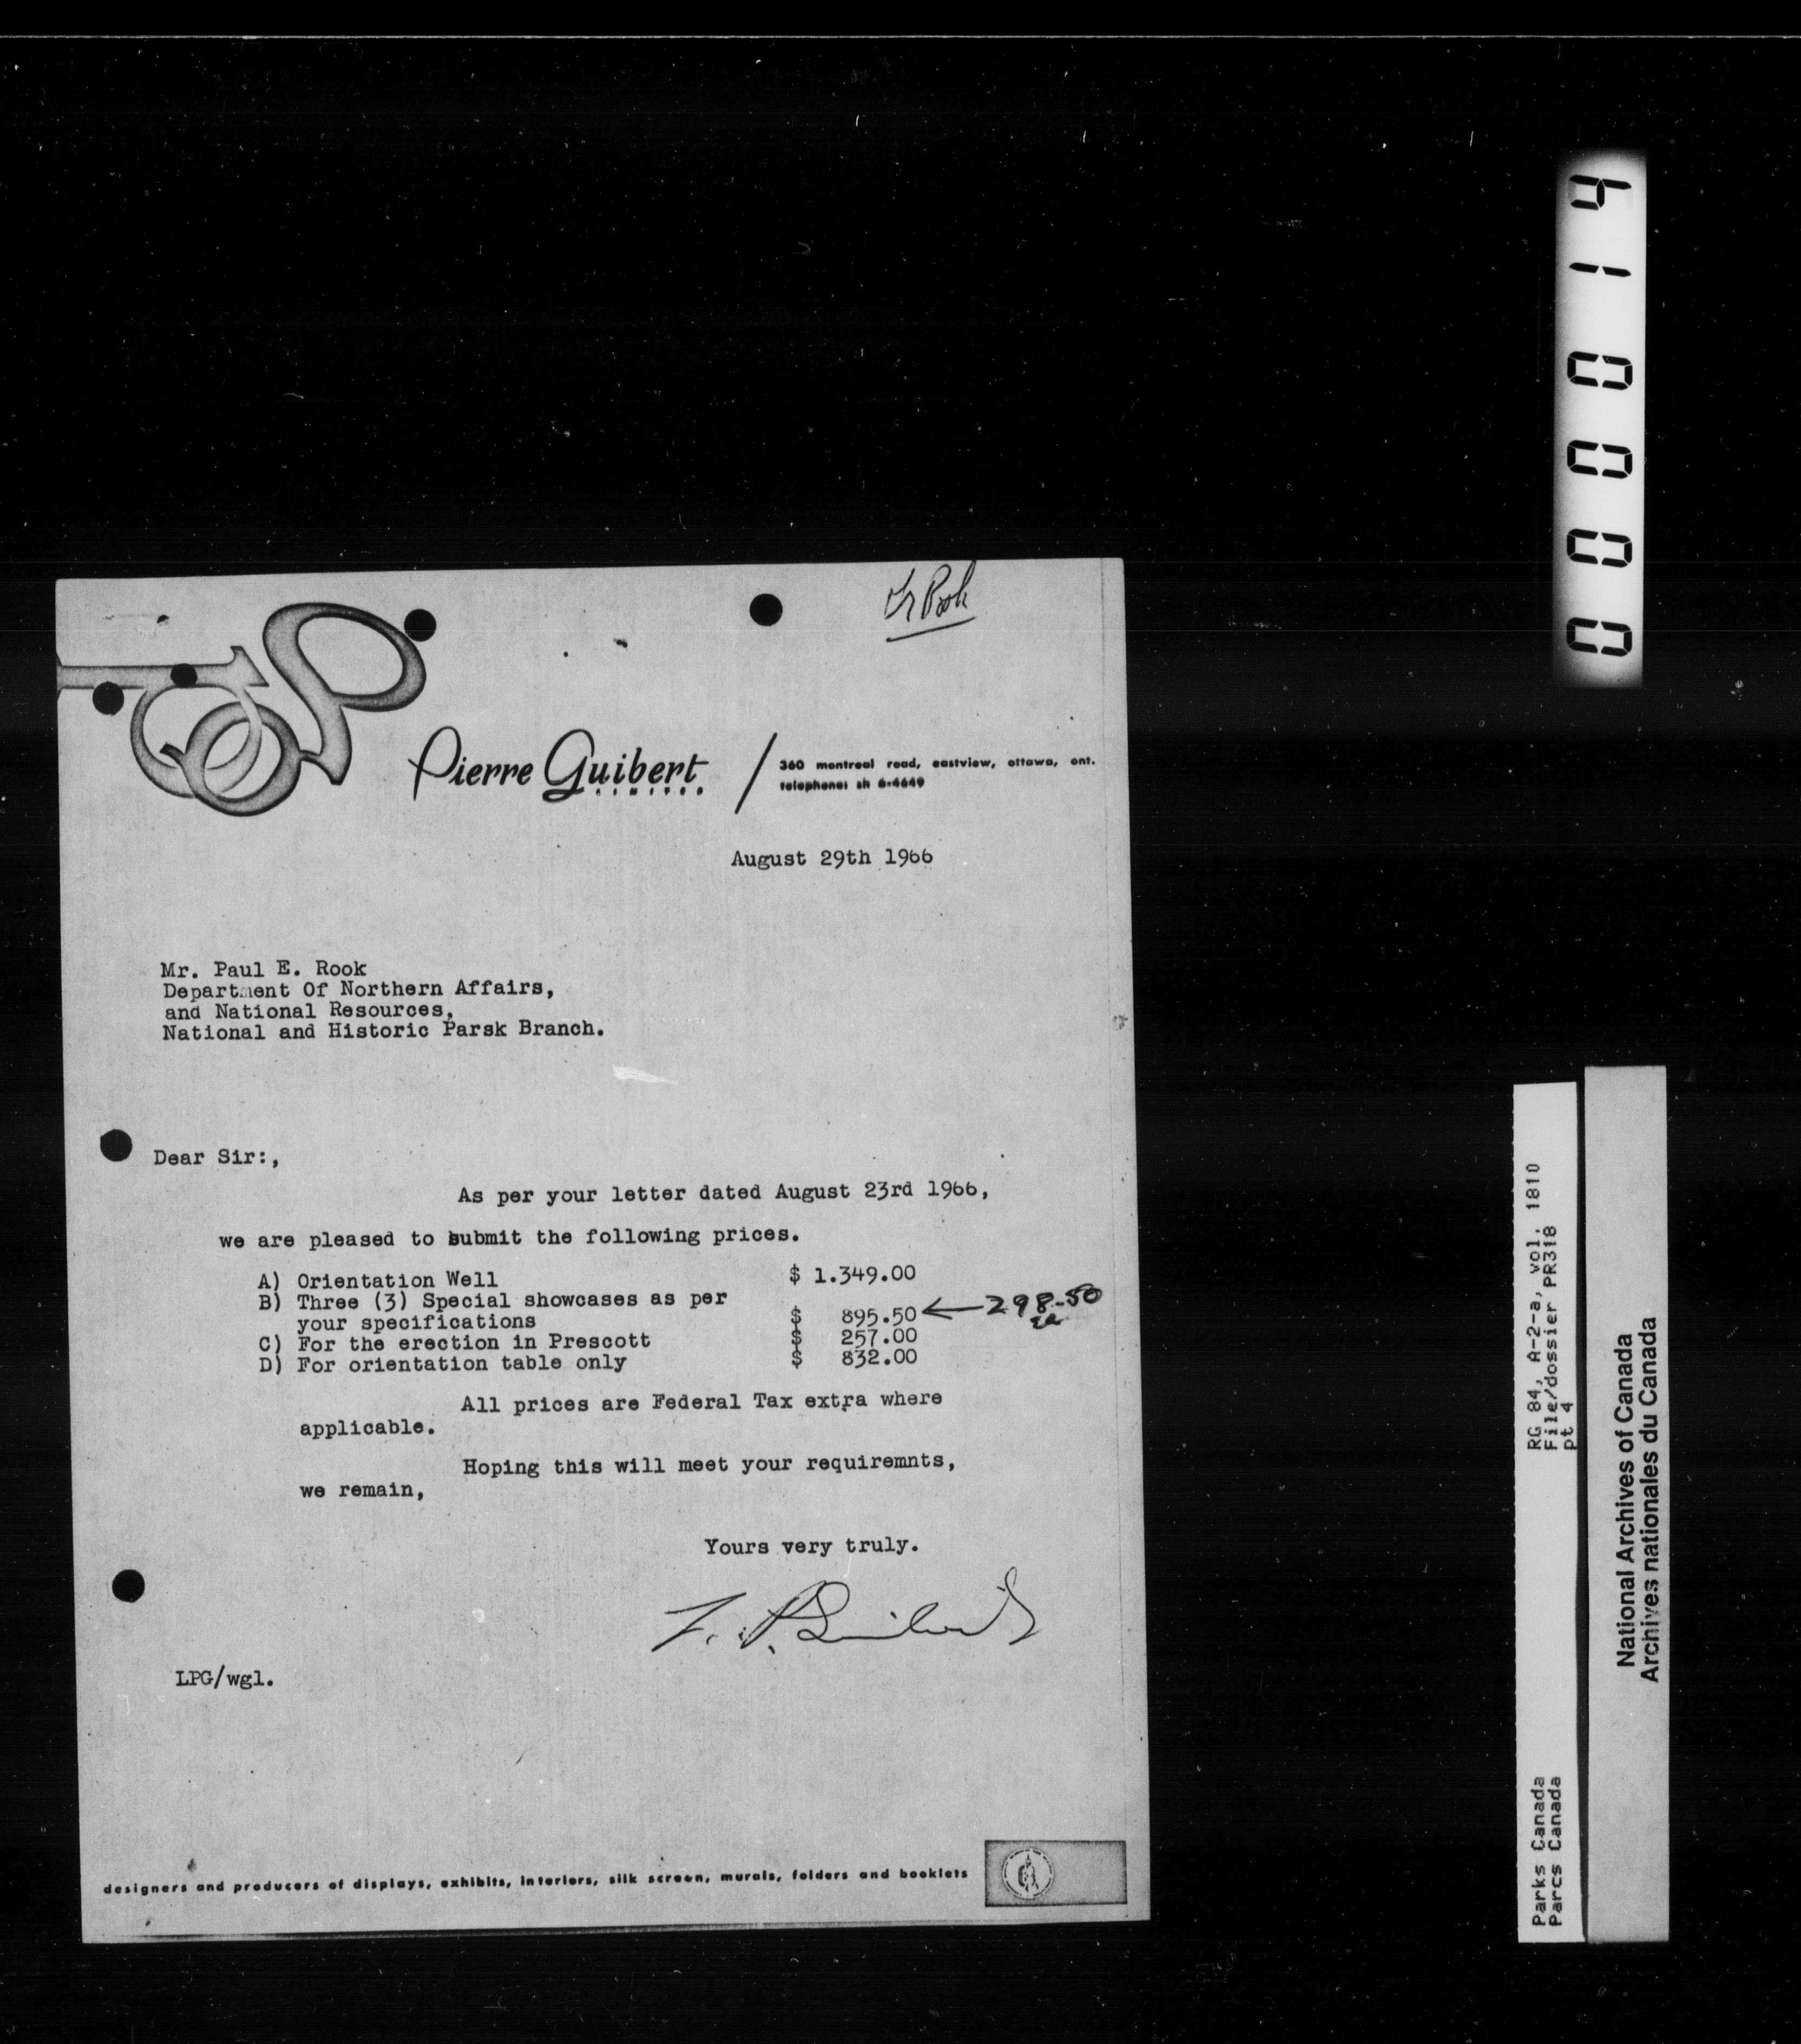 Mr Rook
Pierre Guibert
LIMITED
360 montreal road, eastview, ottawa, ont.
telephone: sh 6-4649
August 29th 1966
Mr. Paul E. Rook
Department Of Northern Affairs,
and National Resources,
National and Historic Parsk Branch.
Dear Sir:,
As per your letter dated August 23rd 1966,
we are pleased to submit the following prices.
A) Orientation Well $ 1.349.00
B) Three (3) Special showcases as per
your specifications $ 895.50 ← 298.50
C) For the erection in Prescott $ 257.00
D) For orientation table only $ 832.00
All prices are Federal Tax extra where
applicable.
Hoping this will meet your requiremnts,
we remain,
Yours very truly.
LPG/wgl.
designers and producers of displays, exhibits, interiors, silk screen, murals, folders and booklets
000014
RG 84, A-2-a, vol. 1810
File/dossier PR318
pt 4
Parks Canada
Parcs Canada
National Archives of Canada
Archives nationales du Canada